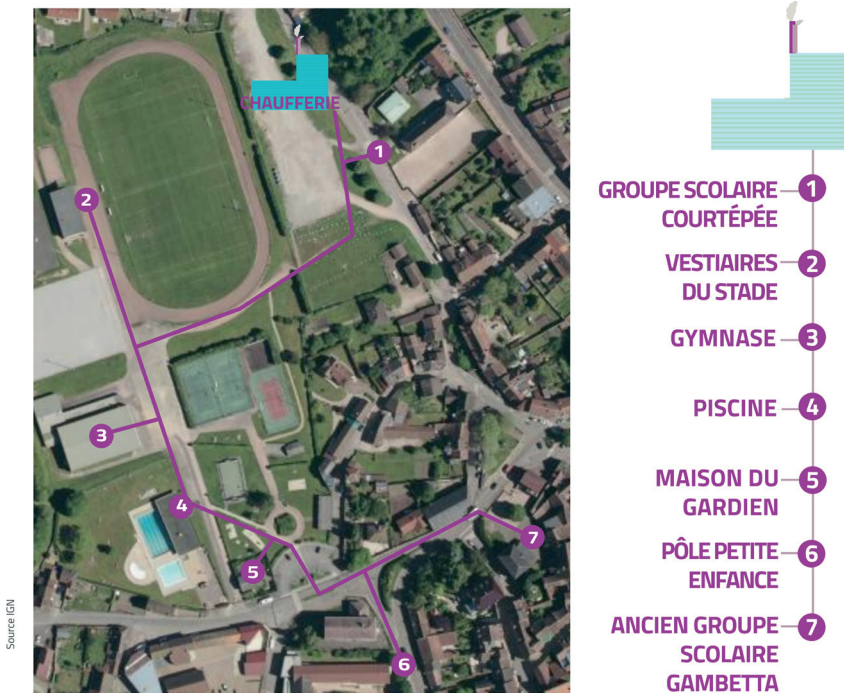 CHAUFFERIE
1
2
3
4
5
6
7
Source IGN
GROUPE SCOLAIRE
COURTÉPÉE
1
VESTIAIRES
DU STADE
2
GYMNASE
3
PISCINE
4
MAISON DU
GARDIEN
5
PÔLE PETITE
ENFANCE
6
ANCIEN GROUPE
SCOLAIRE
GAMBETTA
7